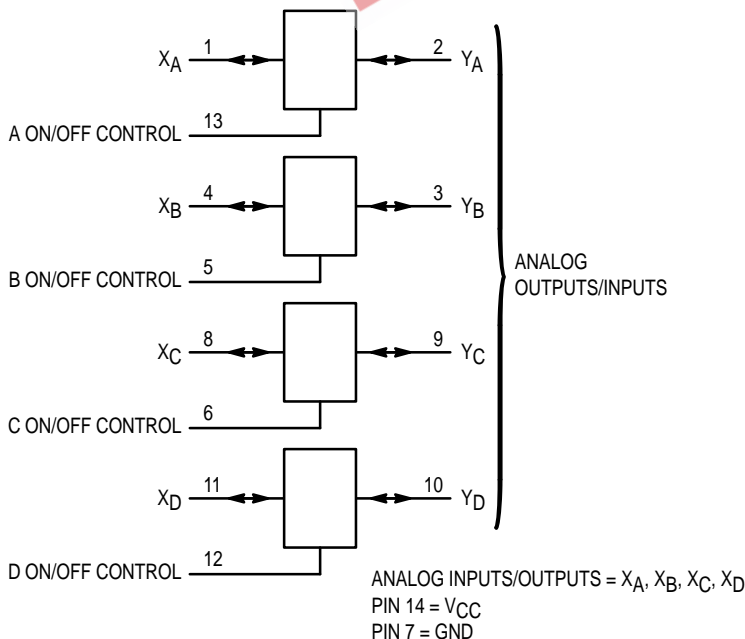 XA 1 2 YA
A ON/OFF CONTROL 13
XB 4 3 YB
B ON/OFF CONTROL 5
ANALOG
OUTPUTS/INPUTS
XC 8 9 YC
C ON/OFF CONTROL 6
XD 11 10 YD
D ON/OFF CONTROL 12
ANALOG INPUTS/OUTPUTS = XA, XB, XC, XD
PIN 14 = VCC
PIN 7 = GND